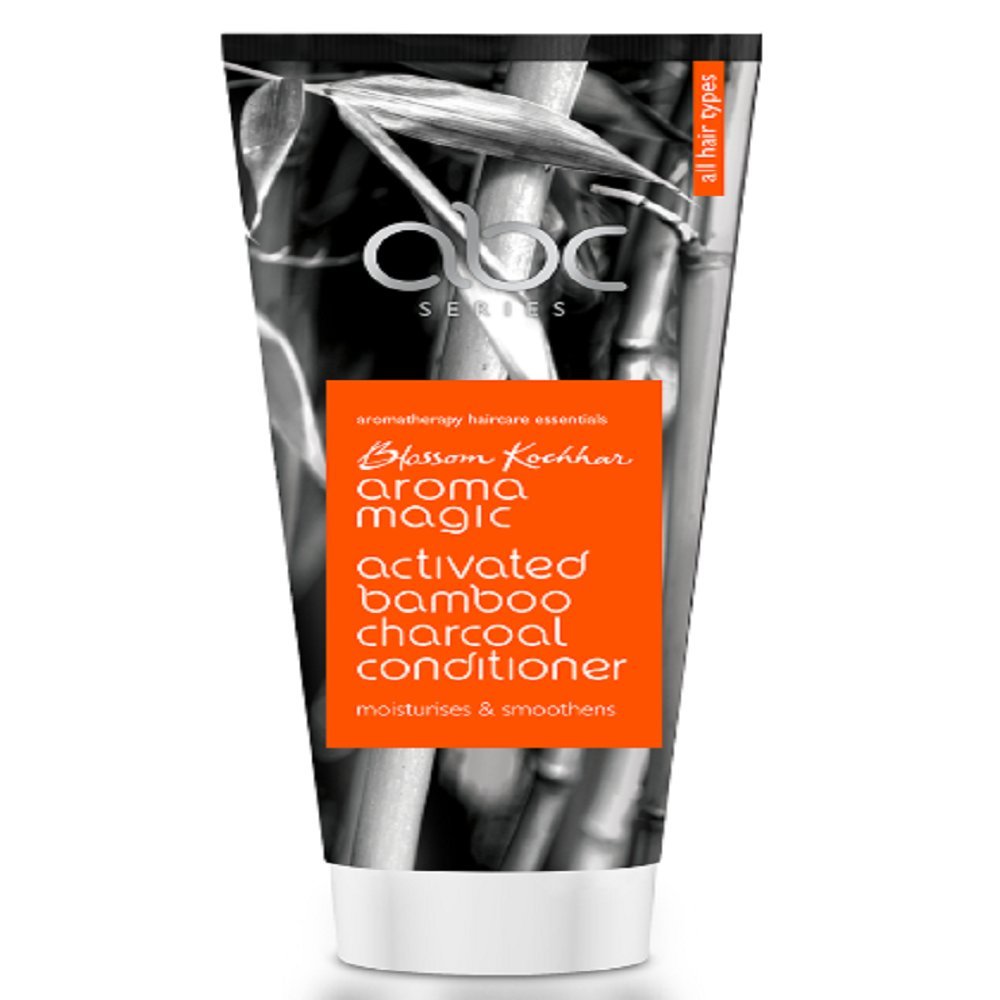 all hair types
abc
SERIES
aromatherapy haircare essentials
Blossom Kochhar
aroma
magic
activated
bamboo
charcoal
conditioner
moisturises & smoothens